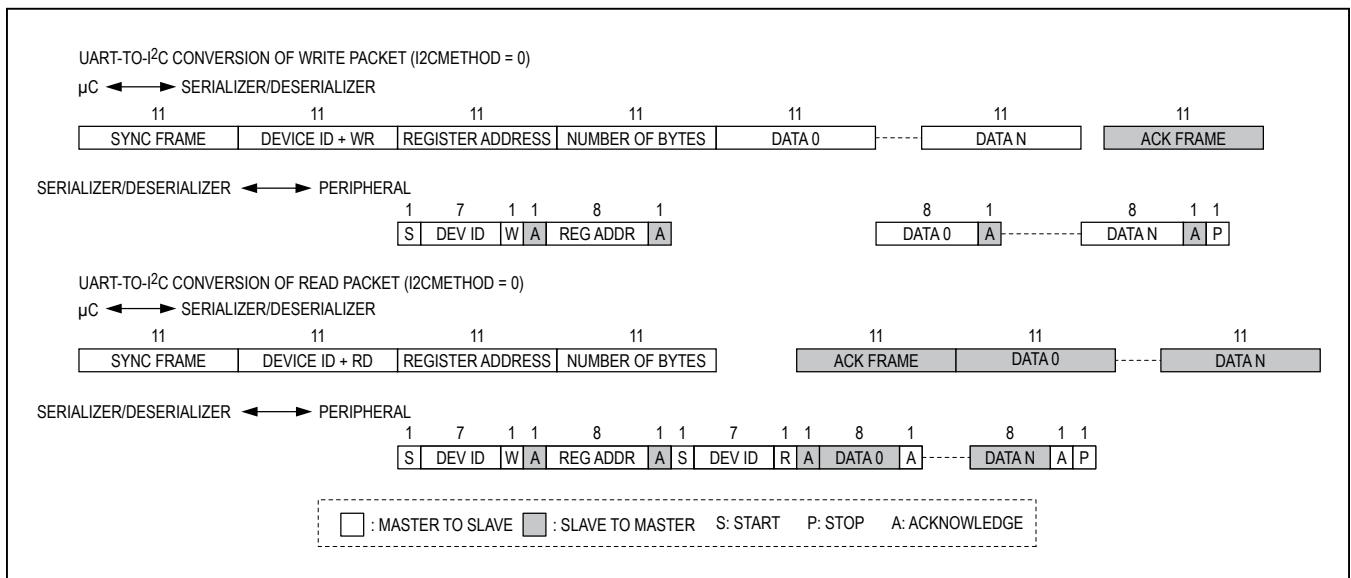 UART-TO-I2C CONVERSION OF WRITE PACKET (I2CMETHOD = 0)
µC SERIALIZER/DESERIALIZER
11 11 11 11 11 11 11
SYNC FRAME DEVICE ID + WR REGISTER ADDRESS NUMBER OF BYTES DATA 0 DATA N ACK FRAME
SERIALIZER/DESERIALIZER PERIPHERAL
1 7 1 1 8 1 8 1 8 1 1
S DEV ID W A REG ADDR A DATA 0 A DATA N A P
UART-TO-I2C CONVERSION OF READ PACKET (I2CMETHOD = 0)
µC SERIALIZER/DESERIALIZER
11 11 11 11 11 11 11
SYNC FRAME DEVICE ID + RD REGISTER ADDRESS NUMBER OF BYTES ACK FRAME DATA 0 DATA N
SERIALIZER/DESERIALIZER PERIPHERAL
1 7 1 1 8 1 1 7 1 1 8 1 8 1 1
S DEV ID W A REG ADDR A S DEV ID R A DATA 0 A DATA N A P
: MASTER TO SLAVE : SLAVE TO MASTER S: START P: STOP A: ACKNOWLEDGE